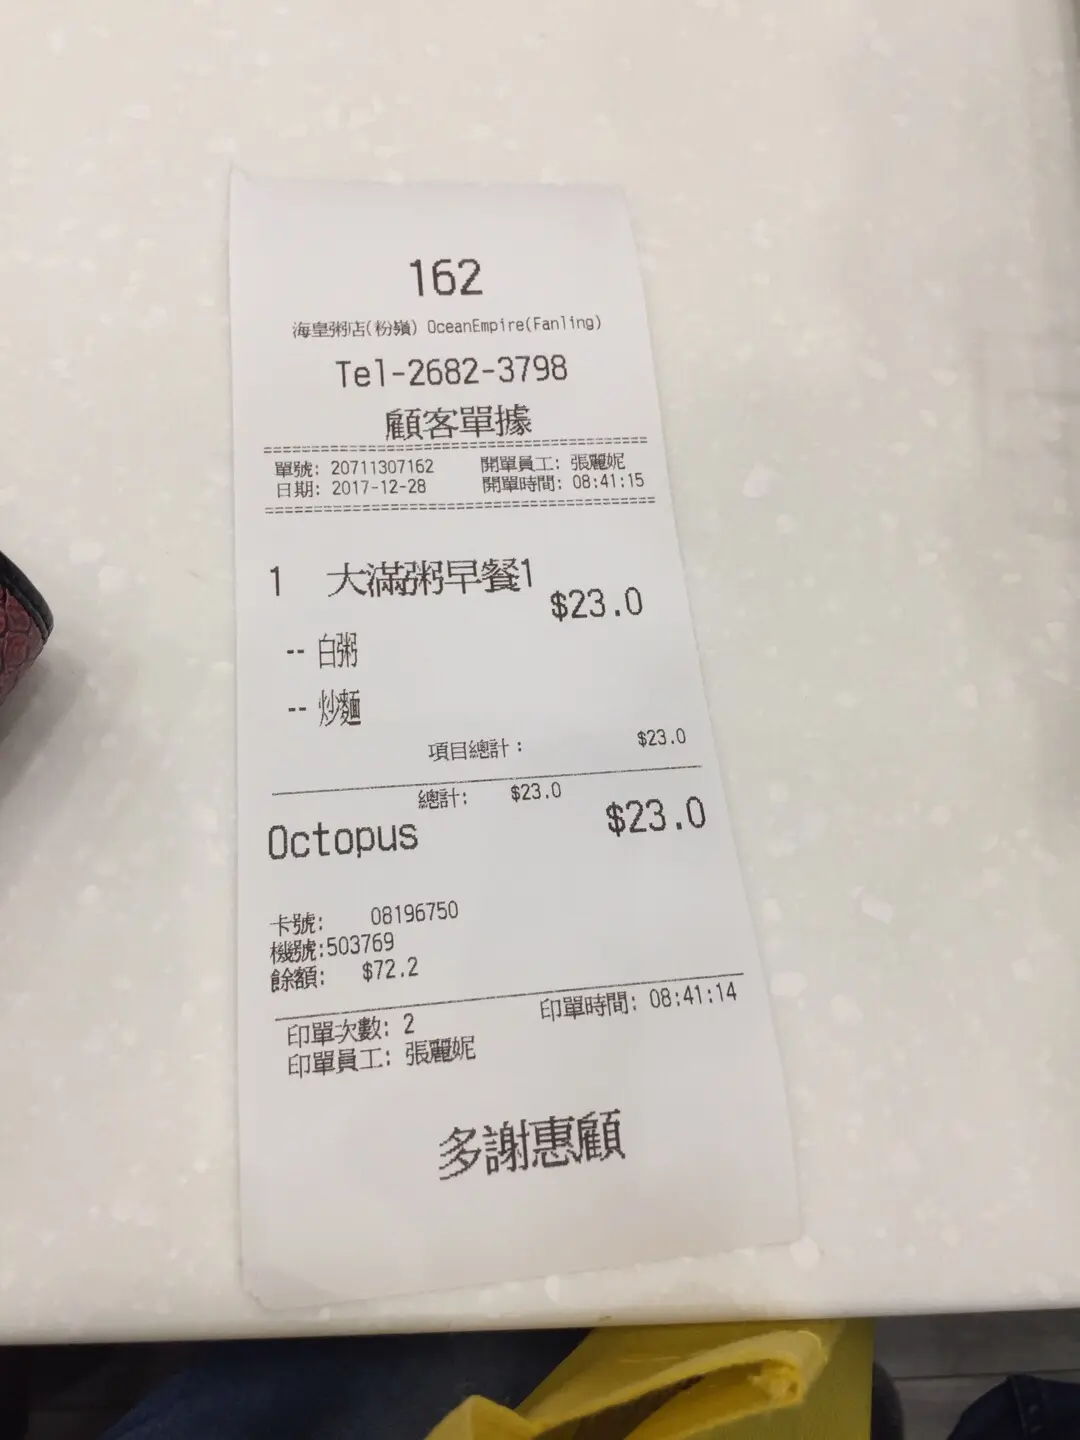 162
海皇粥店(粉嶺) OceanEmpire(Fanling)
Tel-2682-3798
顧客單據
單號: 20711307162 開單員工: 張麗妮
日期: 2017-12-28 開單時間: 08:41:15
1 大滿粥早餐1 $23.0
-- 白粥
-- 炒麵
項目總計: $23.0
總計: $23.0
Octopus $23.0
卡號: 08196750
機號:503769
餘額: $72.2
印單次數: 2 印單時間: 08:41:14
印單員工: 張麗妮
多謝惠顧